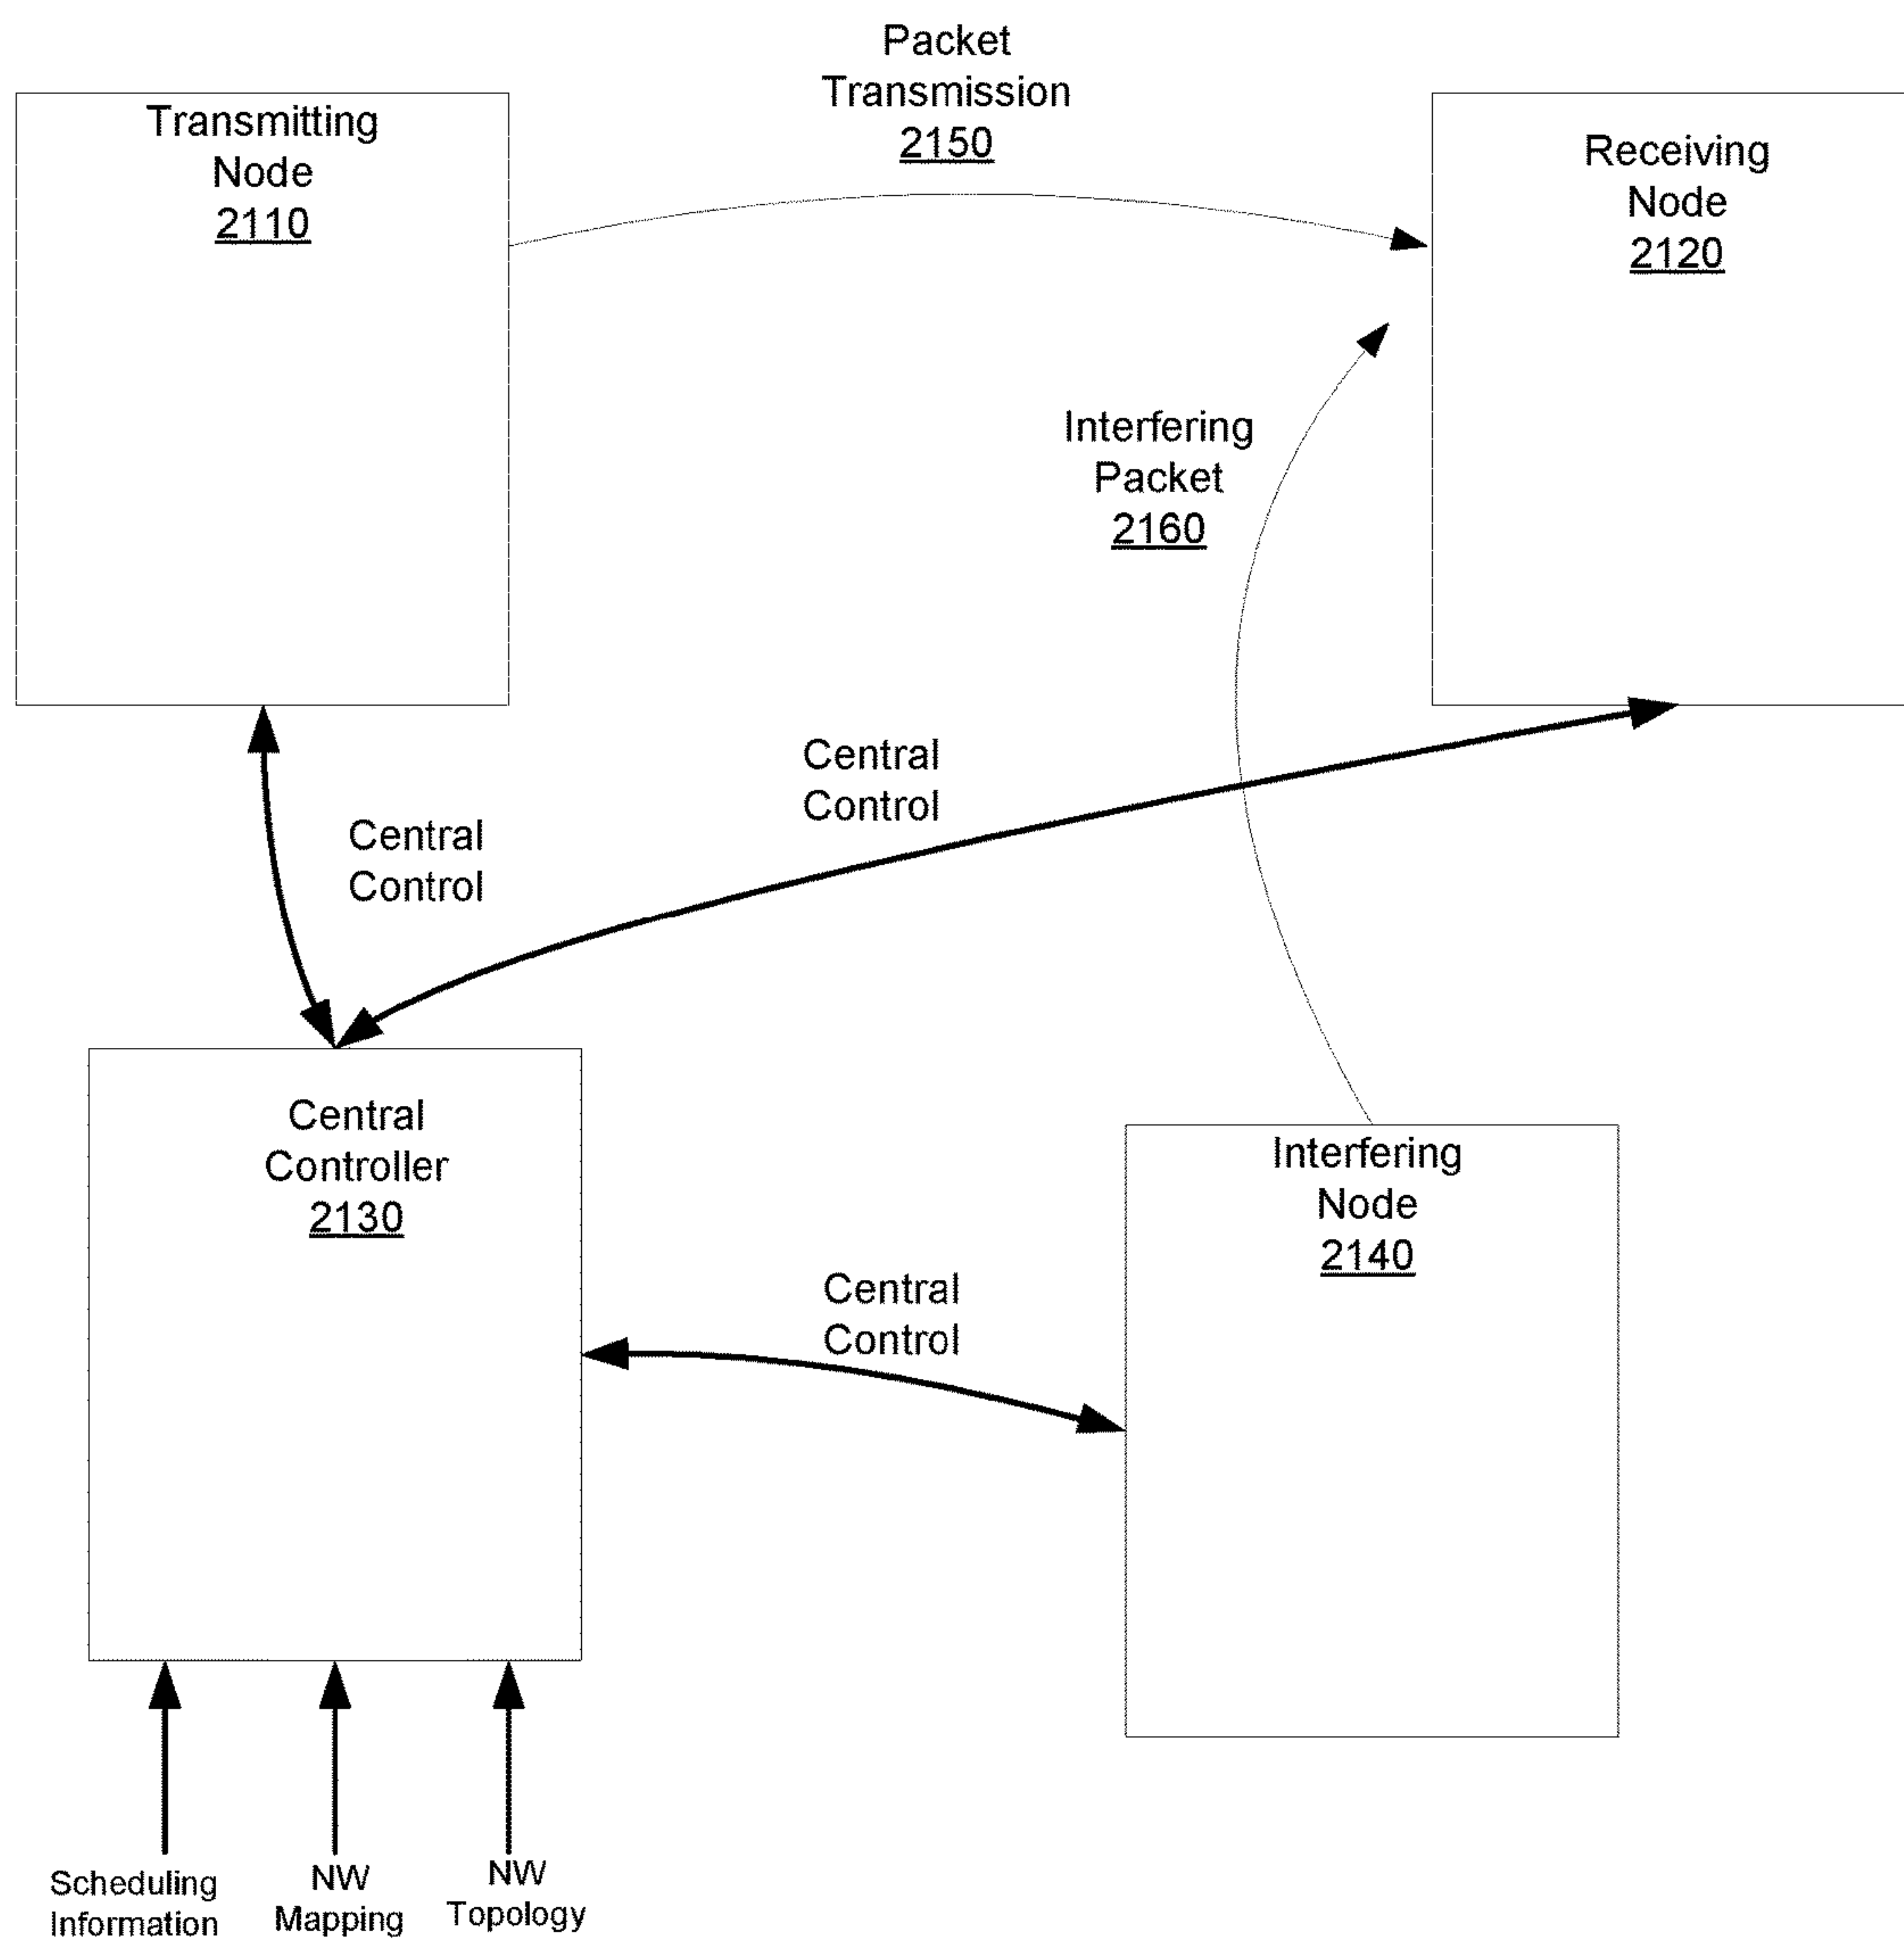 Packet
Transmission
2150
Transmitting
Node
2110
Receiving
Node
2120
Interfering
Packet
2160
Central
Control
Central
Control
Central
Controller
2130
Interfering
Node
2140
Central
Control
Scheduling
Information
NW
Mapping
NW
Topology